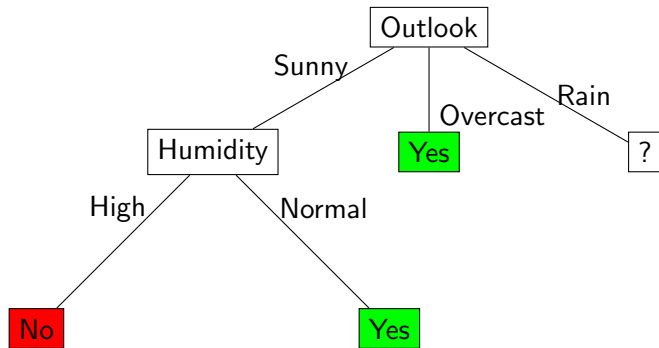 Outlook
Sunny
Overcast
Rain
Humidity
Yes
?
High
Normal
No
Yes